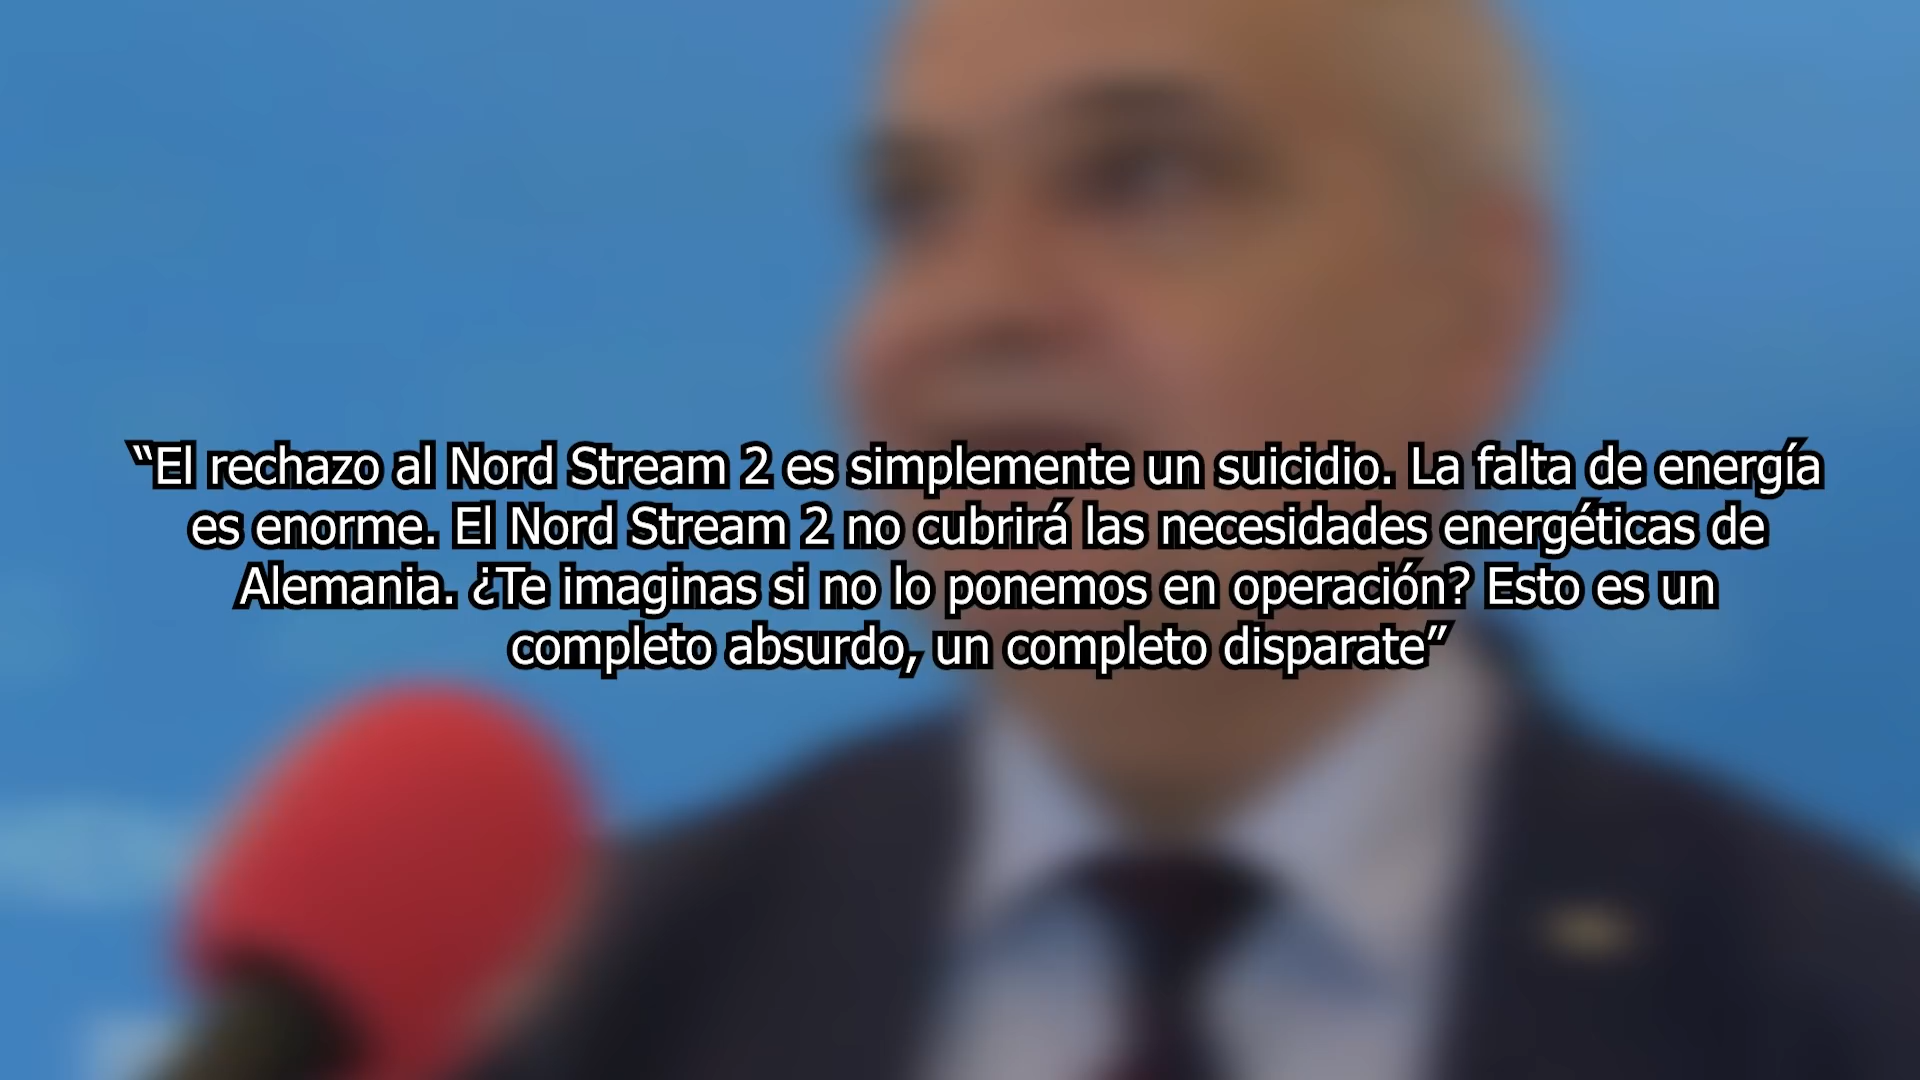 “El rechazo al Nord Stream 2 es simplemente un suicidio. La falta de energía
es enorme. El Nord Stream 2 no cubrirá las necesidades energéticas de
Alemania. ¿Te imaginas si no lo ponemos en operación? Esto es un
completo absurdo, un completo disparate”